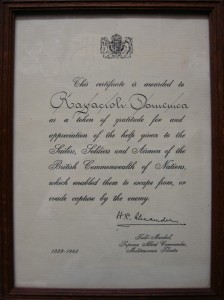 This certificate is awarded to
Domenica
as a token of gratitude for and
appreciation of the help given to the
Sailors, Soldiers and Airmen of the
British Commonwealth of Nations,
which enabled them to escape from, or
evade capture by the enemy.
H.R. Alexander
Field-Marshal,
Supreme Allied Commander,
Mediterranean Theatre
1939-1945